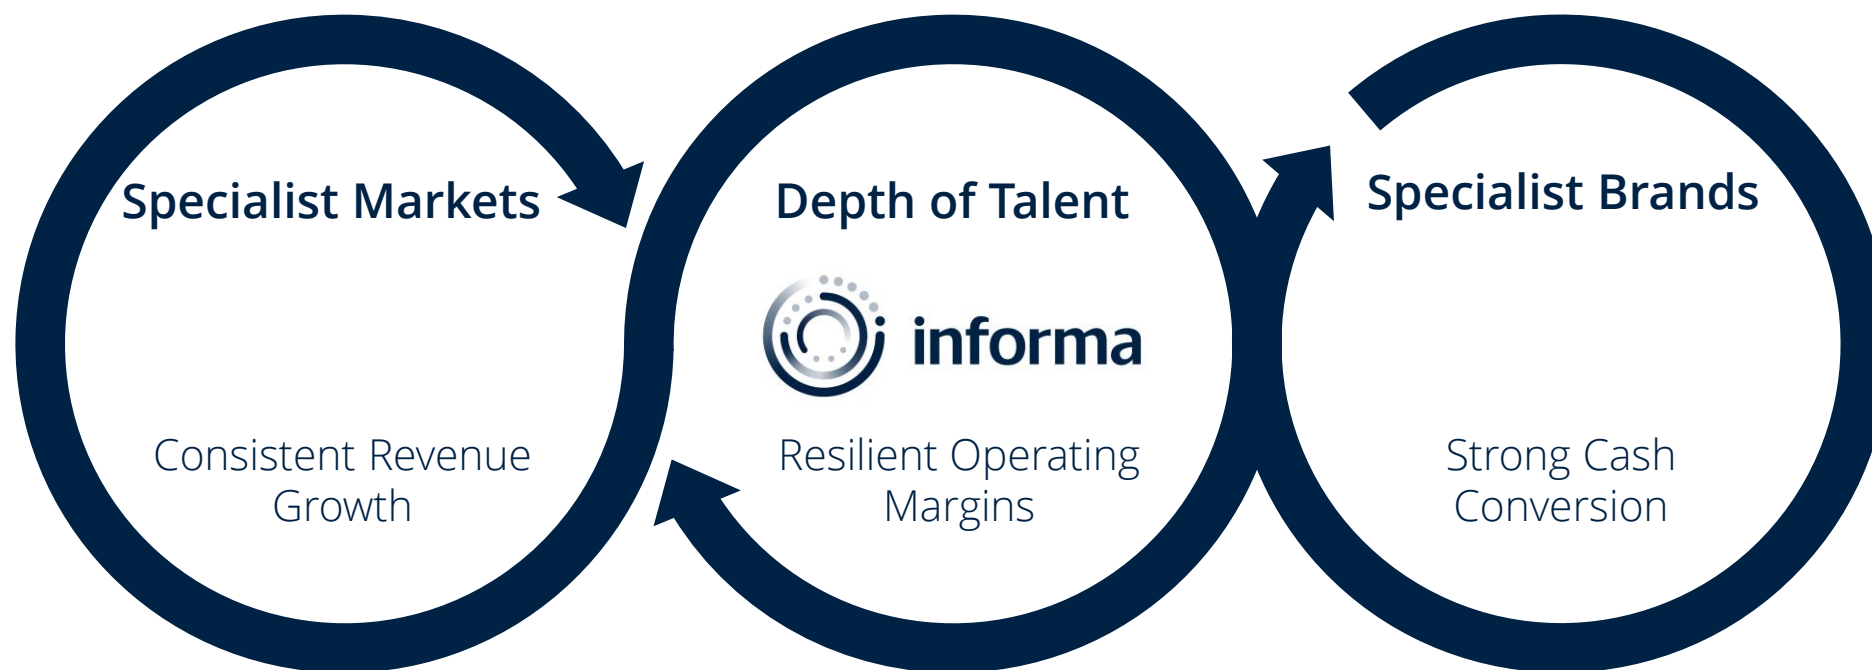 Specialist Markets
Consistent Revenue
Growth
Depth of Talent
informa
Resilient Operating
Margins
Specialist Brands
Strong Cash
Conversion